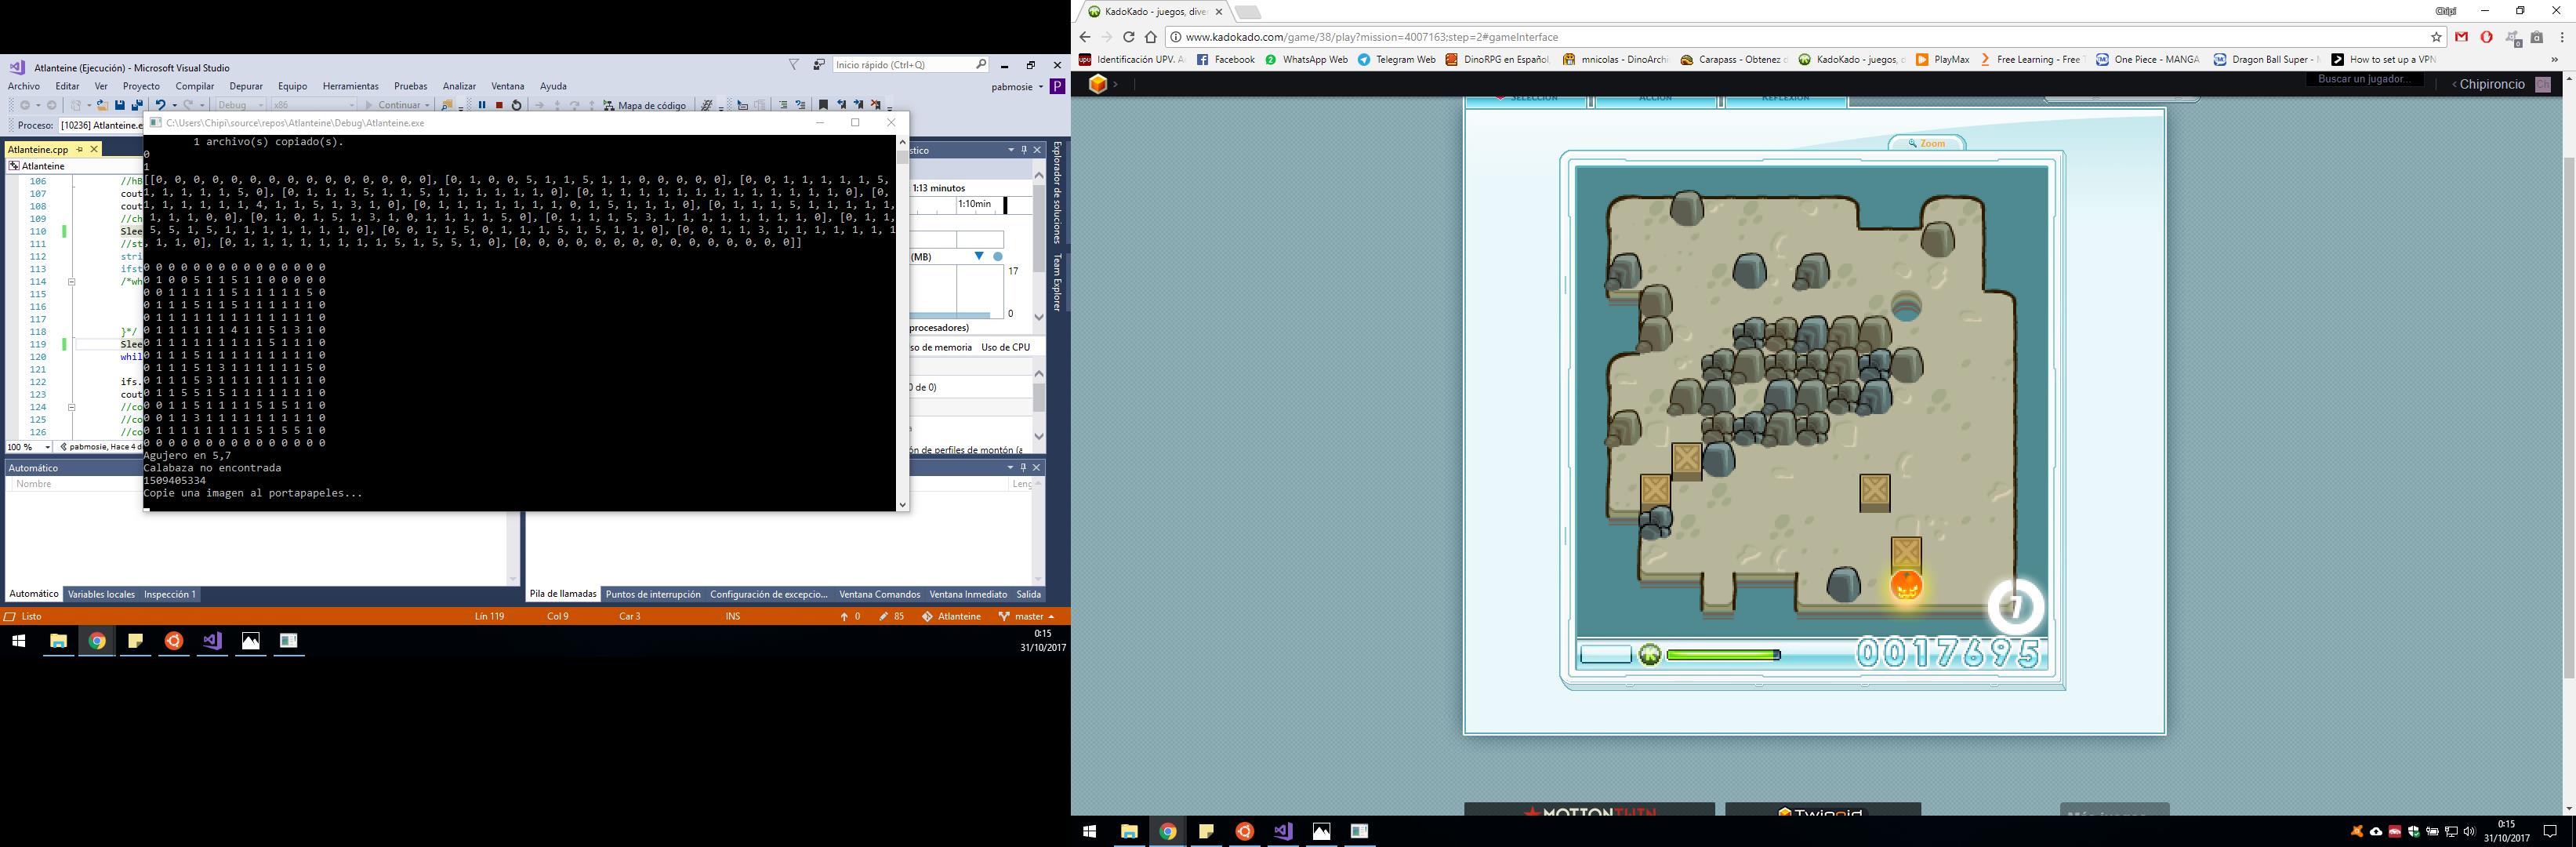 Atlanteine (Ejecución) - Microsoft Visual Studio
Inicio rápido (Ctrl+Q)
Archivo Editar Ver Proyecto Compilar Depurar Equipo Herramientas Pruebas Analizar Ventana Ayuda
pabmosie P
Debug x86 Continuar Mapa de código
Proceso: [10236] Atlanteine.e
C:\Users\Chipi\source\repos\Atlanteine\Debug\Atlanteine.exe
Atlanteine.cpp
Atlanteine
106 //hB
107 cout
108 cout
109 //ch
110 Slee
111 //st
112 stri
113 ifst
114 /*wh
115
116
117
118 }*/
119 Slee
120 whil
121
122 ifs.
123 cout
124 //co
125 //co
126 //co
1 archivo(s) copiado(s).
0
1
[[0, 0, 0, 0, 0, 0, 0, 0, 0, 0, 0, 0, 0, 0, 0], [0, 1, 0, 0, 5, 1, 1, 5, 1, 1, 0, 0, 0, 0, 0], [0, 0, 1, 1, 1, 1, 1, 5,
1, 1, 1, 1, 1, 5, 0], [0, 1, 1, 1, 5, 1, 1, 5, 1, 1, 1, 1, 1, 1, 0], [0, 1, 1, 1, 1, 1, 1, 1, 1, 1, 1, 1, 1, 1, 0], [0,
1, 1, 1, 1, 1, 1, 4, 1, 1, 5, 1, 3, 1, 0], [0, 1, 1, 1, 1, 1, 1, 1, 1, 0, 1, 5, 1, 1, 1, 0], [0, 1, 1, 1, 5, 1, 1, 1, 1, 1,
1, 1, 1, 0, 0], [0, 1, 0, 1, 5, 1, 3, 1, 0, 1, 1, 1, 1, 5, 0], [0, 1, 1, 1, 5, 3, 1, 1, 1, 1, 1, 1, 1, 1, 0], [0, 1, 1,
5, 5, 1, 5, 1, 1, 1, 1, 1, 1, 1, 0], [0, 0, 1, 1, 5, 0, 1, 1, 1, 5, 1, 5, 1, 1, 0], [0, 0, 1, 1, 3, 1, 1, 1, 1, 1, 1, 1
, 1, 1, 0], [0, 1, 1, 1, 1, 1, 1, 1, 1, 5, 1, 5, 5, 1, 0], [0, 0, 0, 0, 0, 0, 0, 0, 0, 0, 0, 0, 0, 0, 0]]
0 0 0 0 0 0 0 0 0 0 0 0 0 0 0
0 1 0 0 5 1 1 5 1 1 0 0 0 0 0
0 0 1 1 1 1 1 5 1 1 1 1 1 5 0
0 1 1 1 5 1 1 5 1 1 1 1 1 1 0
0 1 1 1 1 1 1 1 1 1 1 1 1 1 0
0 1 1 1 1 1 1 4 1 1 5 1 3 1 0
0 1 1 1 1 1 1 1 1 1 5 1 1 1 0
0 1 1 1 5 1 1 1 1 1 1 1 1 1 0
0 1 1 1 5 1 3 1 1 1 1 1 1 5 0
0 1 1 1 5 3 1 1 1 1 1 1 1 1 0
0 1 1 5 5 1 5 1 1 1 1 1 1 1 0
0 0 1 1 5 1 1 1 1 5 1 5 1 1 0
0 0 1 1 3 1 1 1 1 1 1 1 1 1 0
0 1 1 1 1 1 1 1 1 5 1 5 5 1 0
0 0 0 0 0 0 0 0 0 0 0 0 0 0 0
Agujero en 5,7
Calabaza no encontrada
1509405334
Copie una imagen al portapapeles...
stico
1:13 minutos
1:10min
(MB)
17
0
procesadores)
so de memoria Uso de CPU
0 de 0)
ón de perfiles de montón (a
Explorador de soluciones
Team Explorer
100 %
pabmosie, Hace 4 d
Automático
Nombre
Leng
Automático Variables locales Inspección 1
Pila de llamadas Puntos de interrupción Configuración de excepcio... Ventana Comandos Ventana Inmediato Salida
Listo Lín 119 Col 9 Car 3 INS 0 85 Atlanteine master
0:15
31/10/2017
KadoKado - juegos, dive
Chipi
www.kadokado.com/game/38/play?mission=4007163;step=2#gameInterface
Identificación UPV. A Facebook WhatsApp Web Telegram Web DinoRPG en Español, mnicolas - DinoArch Carapass - Obtenez d KadoKado - juegos, d PlayMax Free Learning - Free One Piece - MANGA Dragon Ball Super - How to set up a VPN
Buscar un jugador...
Chipironcio Ch
SELECCIÓN ACCIÓN REFLEXIÓN
Zoom
7
0017695
MOTTONTWIN
Twinoid
0:15
31/10/2017